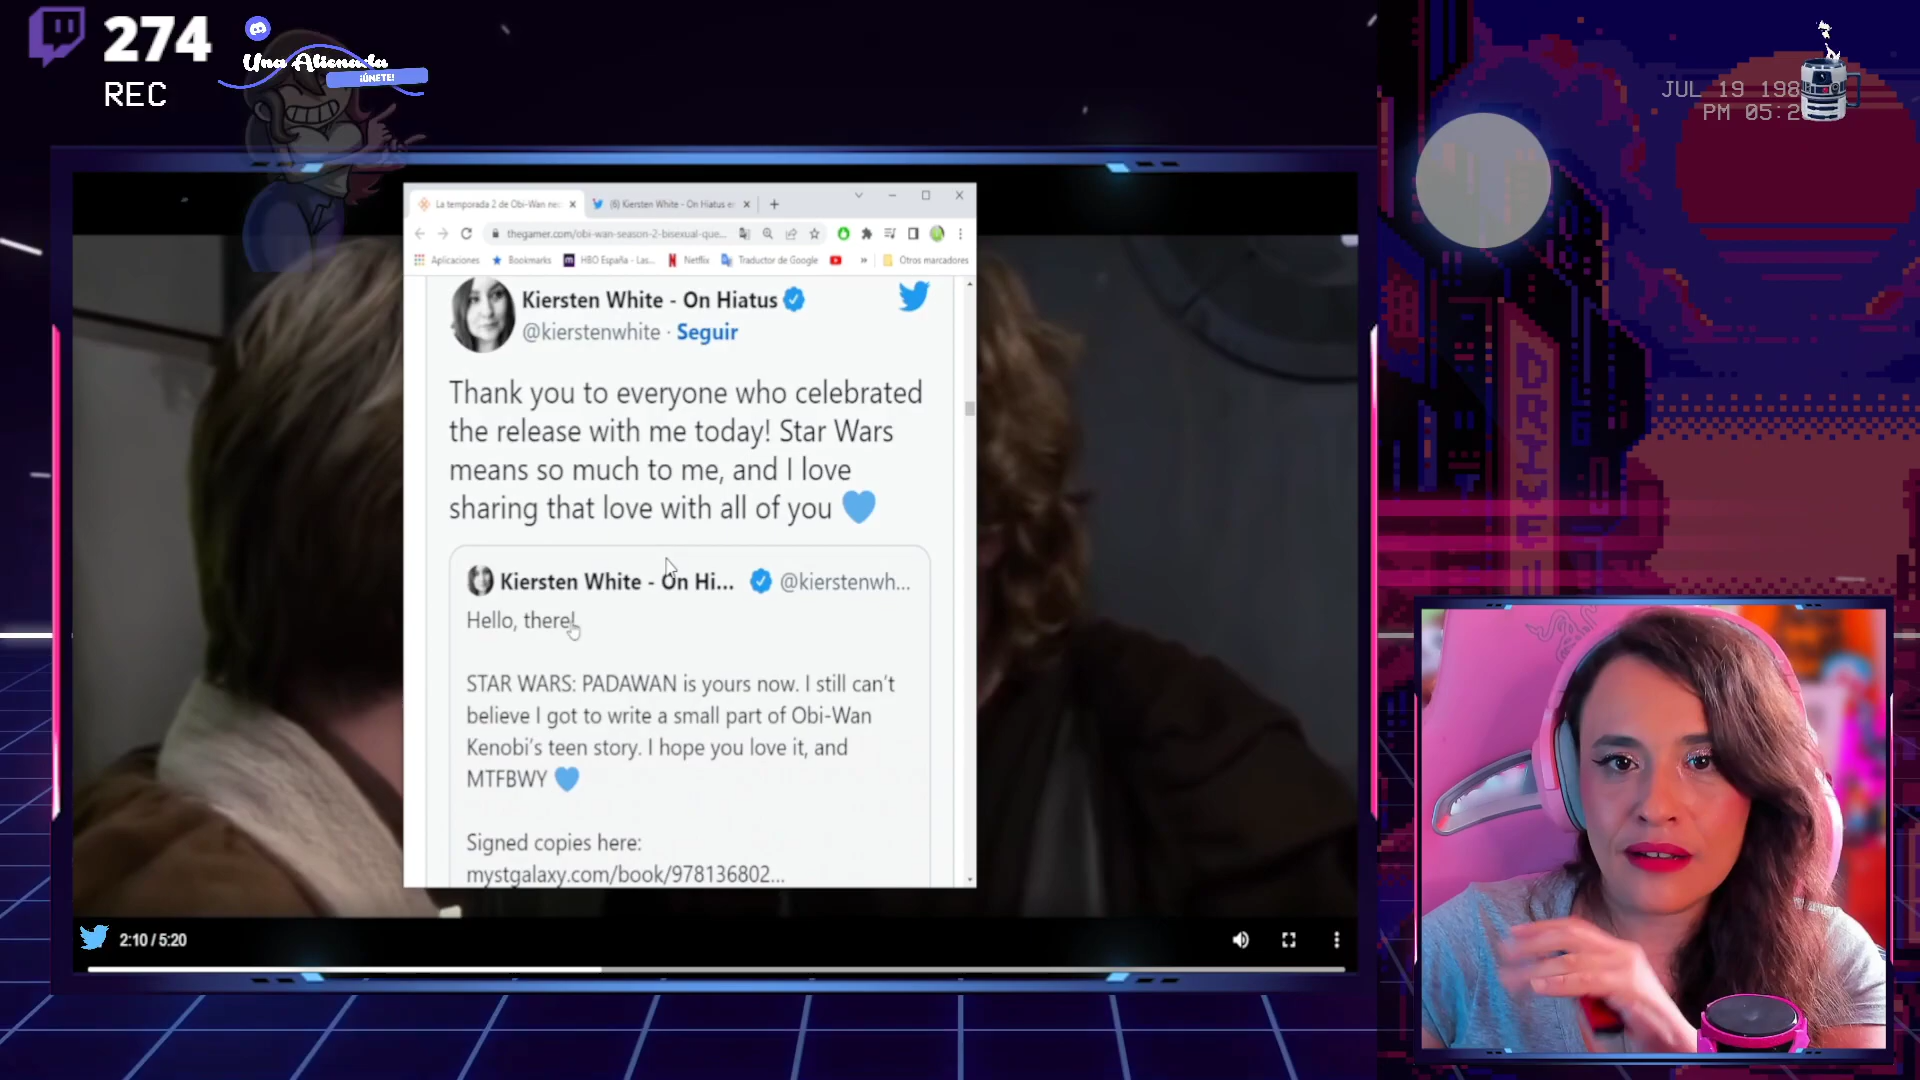 274
REC
Una Alienada
¡ÚNETE!
JUL 19 198
PM 05:2
La temporada 2 de Obi-Wan nec
(6) Kiersten White - On Hiatus e
thegamer.com/obi-wan-season-2-bisexual-que...
Aplicaciones
Bookmarks
HBO España - Las...
Netflix
Traductor de Google
»
Otros marcadores
Kiersten White - On Hiatus
@kierstenwhite · Seguir
Thank you to everyone who celebrated
the release with me today! Star Wars
means so much to me, and I love
sharing that love with all of you 💙
Kiersten White - On Hi... @kierstenwh...
Hello, there!
STAR WARS: PADAWAN is yours now. I still can't
believe I got to write a small part of Obi-Wan
Kenobi's teen story. I hope you love it, and
MTFBWY 💙
Signed copies here:
mystgalaxy.com/book/978136802...
2:10 / 5:20
DRIVE